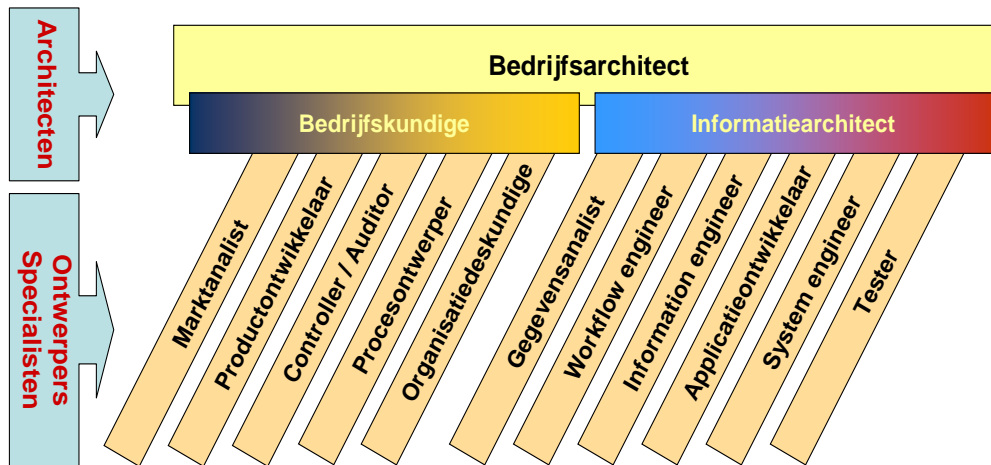 Architecten
Bedrijfsarchitect
Bedrijfskundige
Informatiearchitect
Ontwerpers
Specialisten
Marktanalist
Productontwikkelaar
Controller / Auditor
Procesontwerper
Organisatiedeskundige
Gegevensanalist
Workflow engineer
Information engineer
Applicatieontwikkelaar
System engineer
Tester